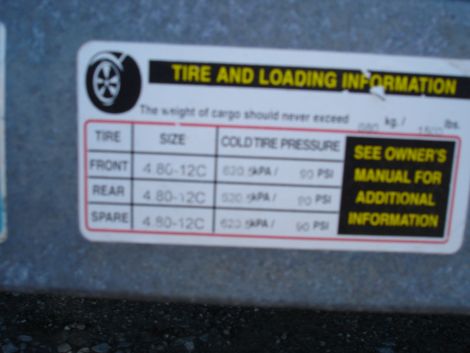 TIRE AND LOADING INFORMATION
The weight of cargo should never exceed kg. / lbs.
TIRE SIZE COLD TIRE PRESSURE
SEE OWNER'S MANUAL FOR ADDITIONAL INFORMATION
FRONT 4.80-12C kPA / 90 PSI
REAR 4.80-12C kPA / 90 PSI
SPARE 4.80-12C kPA / 90 PSI